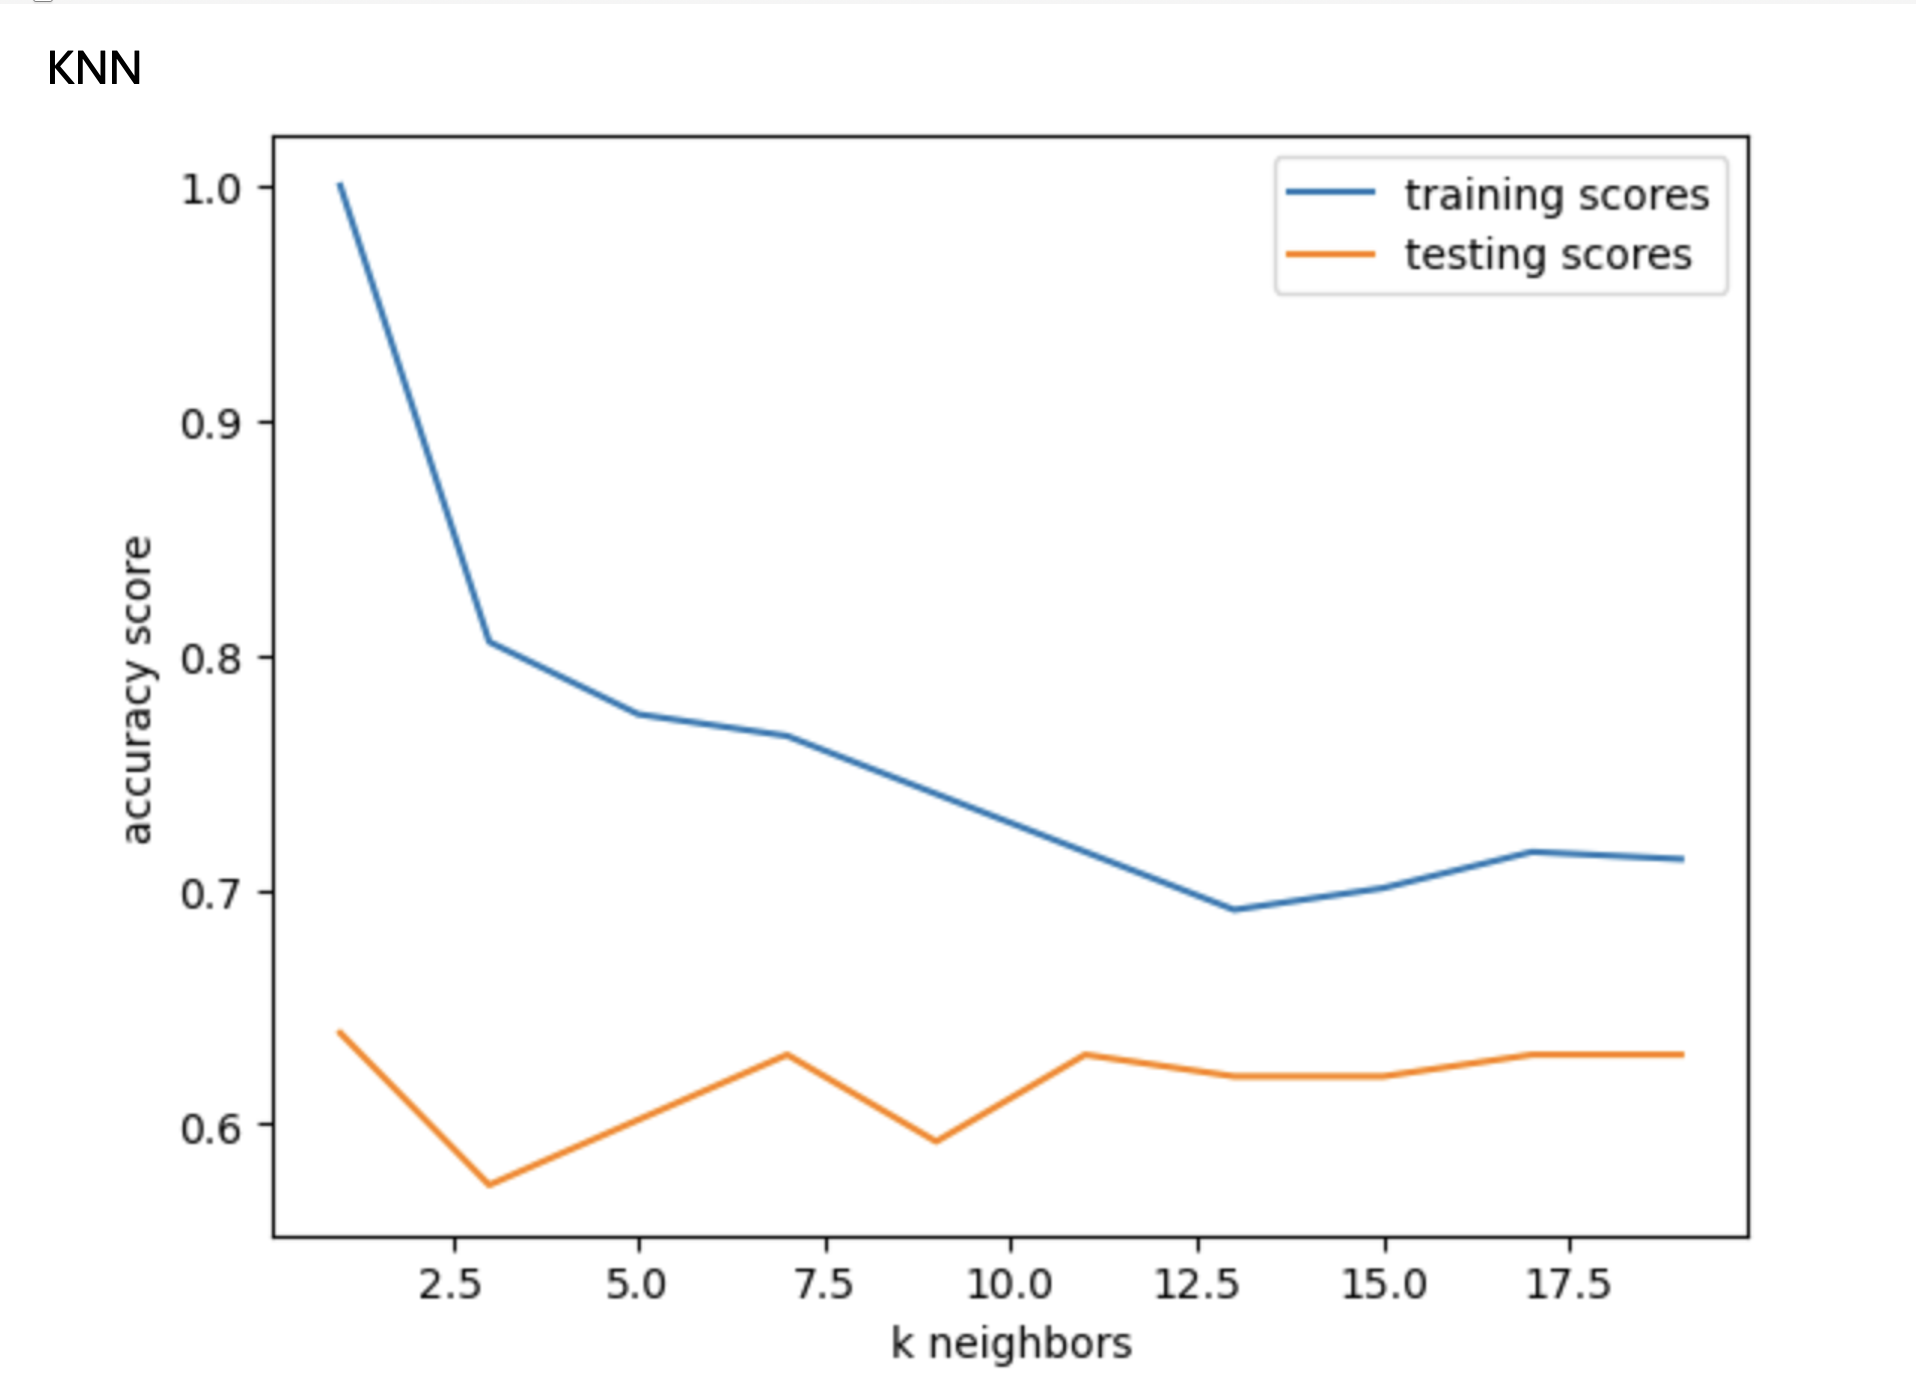 KNN
training scores
testing scores
1.0
0.9
0.8
0.7
0.6
accuracy score
2.5 5.0 7.5 10.0 12.5 15.0 17.5
k neighbors